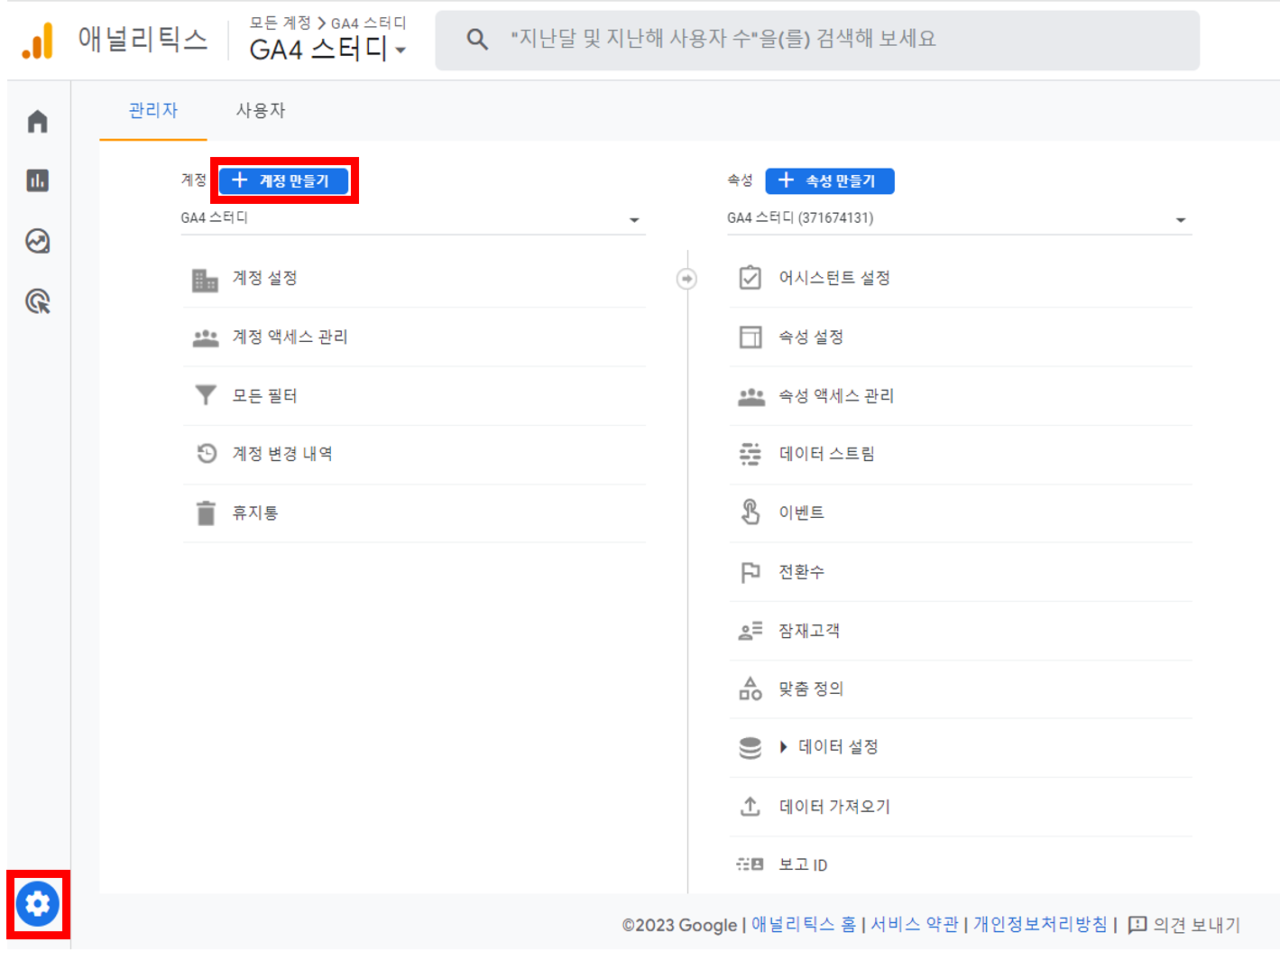 애널리틱스
모든 계정 > GA4 스터디
GA4 스터디
"지난달 및 지난해 사용자 수"을(를) 검색해 보세요
관리자
사용자
계정
+ 계정 만들기
GA4 스터디
계정 설정
계정 액세스 관리
모든 필터
계정 변경 내역
휴지통
속성
+ 속성 만들기
GA4 스터디 (371674131)
어시스턴트 설정
속성 설정
속성 액세스 관리
데이터 스트림
이벤트
전환수
잠재고객
맞춤 정의
데이터 설정
데이터 가져오기
보고 ID
©2023 Google | 애널리틱스 홈 | 서비스 약관 | 개인정보처리방침 | 의견 보내기